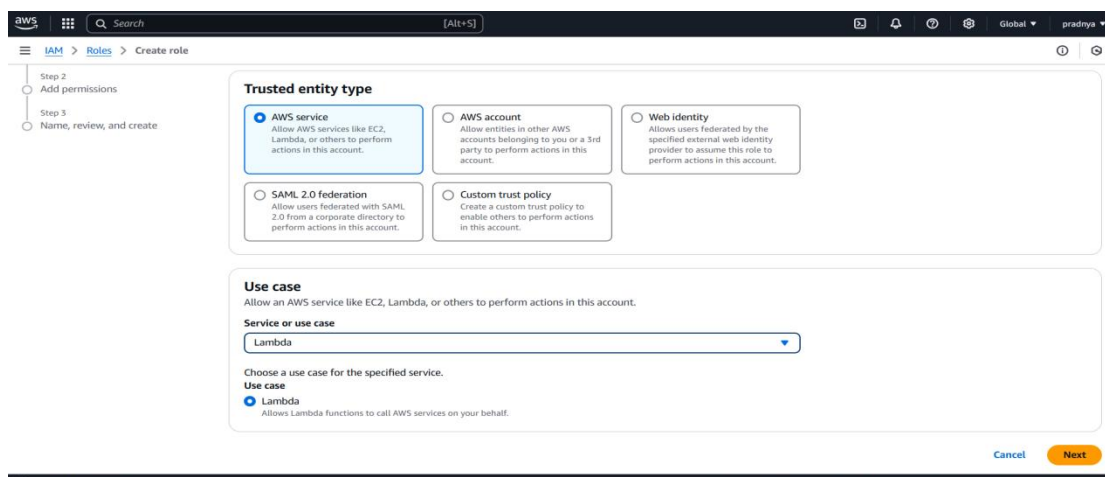 aws
Search
[Alt+S]
Global
pradnya
IAM > Roles > Create role
Step 2
Add permissions
Step 3
Name, review, and create
Trusted entity type
AWS service
Allow AWS services like EC2,
Lambda, or others to perform
actions in this account.
AWS account
Allow entities in other AWS
accounts belonging to you or a 3rd
party to perform actions in this
account.
Web identity
Allows users federated by the
specified external web identity
provider to assume this role to
perform actions in this account.
SAML 2.0 federation
Allow users federated with SAML
2.0 from a corporate directory to
perform actions in this account.
Custom trust policy
Create a custom trust policy to
enable others to perform actions
in this account.
Use case
Allow an AWS service like EC2, Lambda, or others to perform actions in this account.
Service or use case
Lambda
Choose a use case for the specified service.
Use case
Lambda
Allows Lambda functions to call AWS services on your behalf.
Cancel
Next